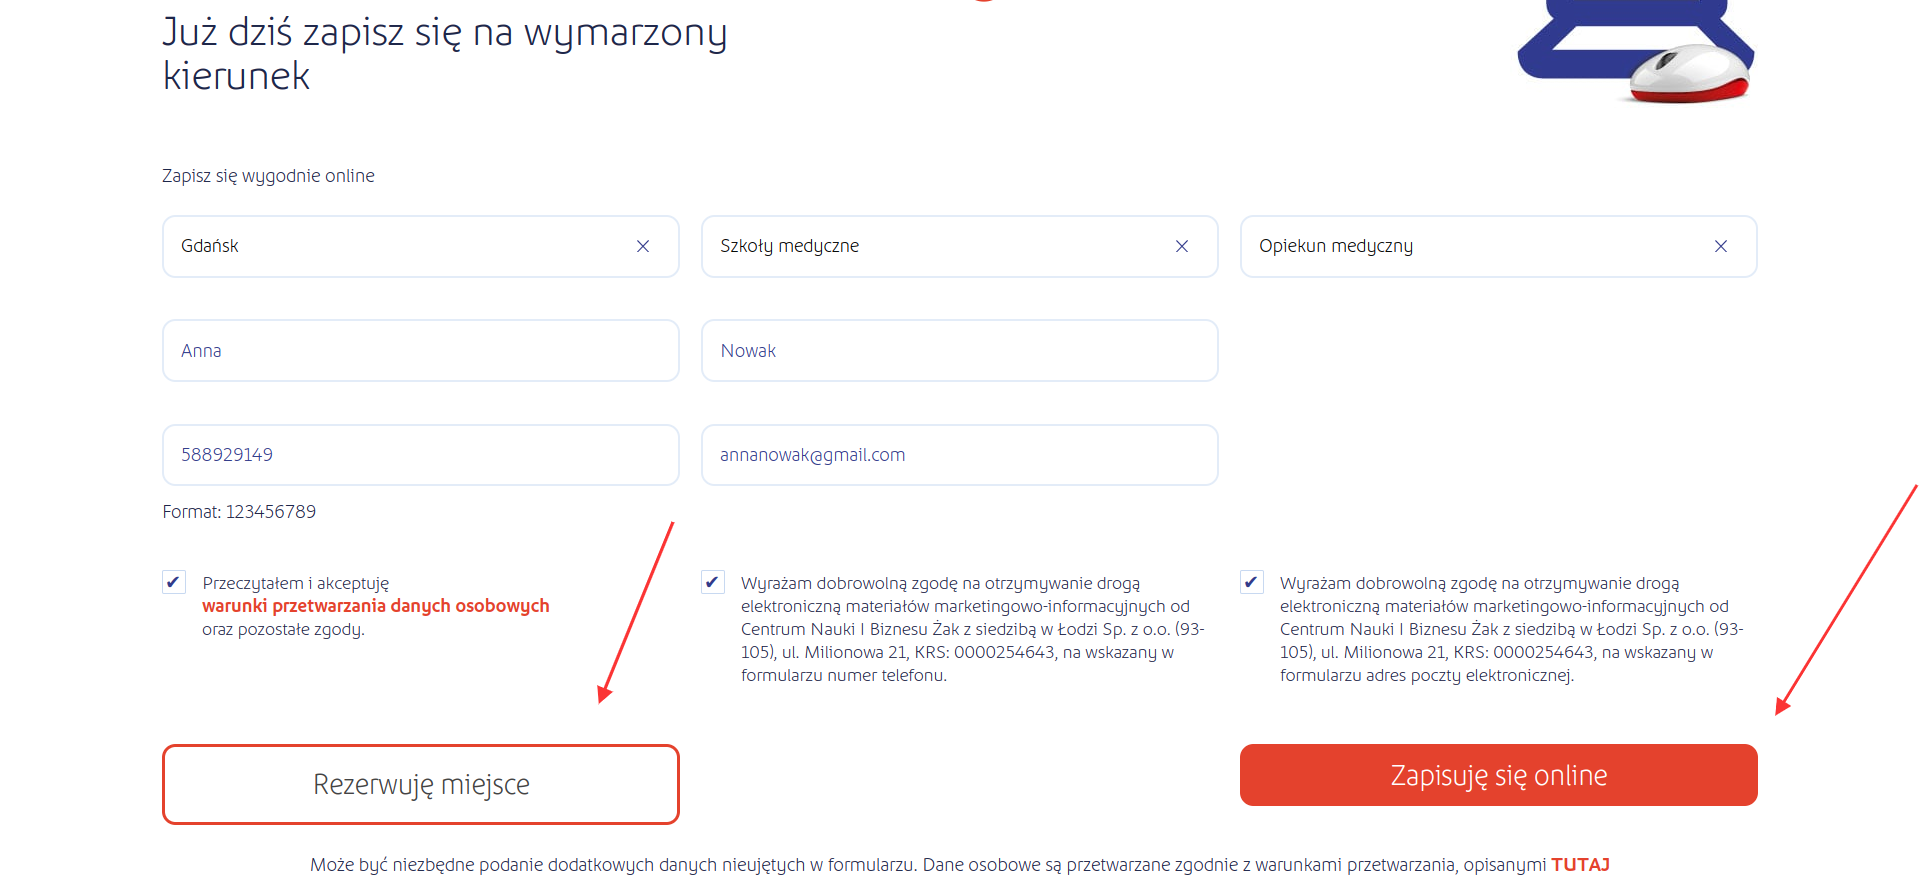 Już dziś zapisz się na wymarzony
kierunek
Zapisz się wygodnie online
Gdańsk
Szkoły medyczne
Opiekun medyczny
Anna
Nowak
588929149
annanowak@gmail.com
Format: 123456789
Przeczytałem i akceptuję
warunki przetwarzania danych osobowych
oraz pozostałe zgody.
Wyrażam dobrowolną zgodę na otrzymywanie drogą
elektroniczną materiałów marketingowo-informacyjnych od
Centrum Nauki I Biznesu Żak z siedzibą w Łodzi Sp. z o.o. (93-
105), ul. Milionowa 21, KRS: 0000254643, na wskazany w
formularzu numer telefonu.
Wyrażam dobrowolną zgodę na otrzymywanie drogą
elektroniczną materiałów marketingowo-informacyjnych od
Centrum Nauki I Biznesu Żak z siedzibą w Łodzi Sp. z o.o. (93-
105), ul. Milionowa 21, KRS: 0000254643, na wskazany w
formularzu adres poczty elektronicznej.
Rezerwuję miejsce
Zapisuję się online
Może być niezbędne podanie dodatkowych danych nieujętych w formularzu. Dane osobowe są przetwarzane zgodnie z warunkami przetwarzania, opisanymi TUTAJ